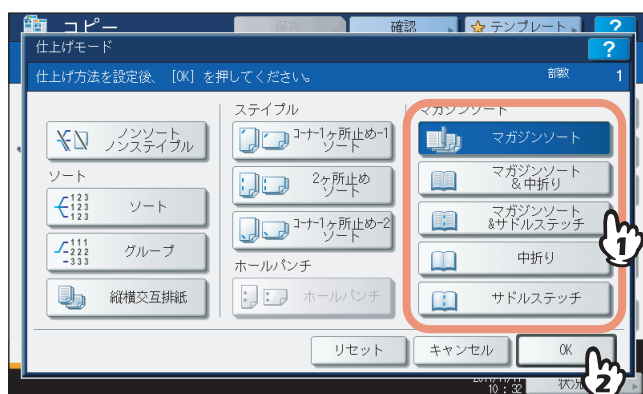 コピー
保存
確認
テンプレート
?
仕上げモード
?
仕上げ方法を設定後、 [OK] を押してください。
部数 1
ノンソート
ノンステイプル
ソート
123
123
123
ソート
111
222
333
グループ
縦横交互排紙
ステイプル
コーナー1ヶ所止め-1
ソート
2ヶ所止め
ソート
コーナー1ヶ所止め-2
ソート
ホールパンチ
ホールパンチ
マガジンソート
マガジンソート
マガジンソート
&中折り
マガジンソート
&サドルステッチ
中折り
サドルステッチ
1
リセット
キャンセル
OK
2
10:32
状況